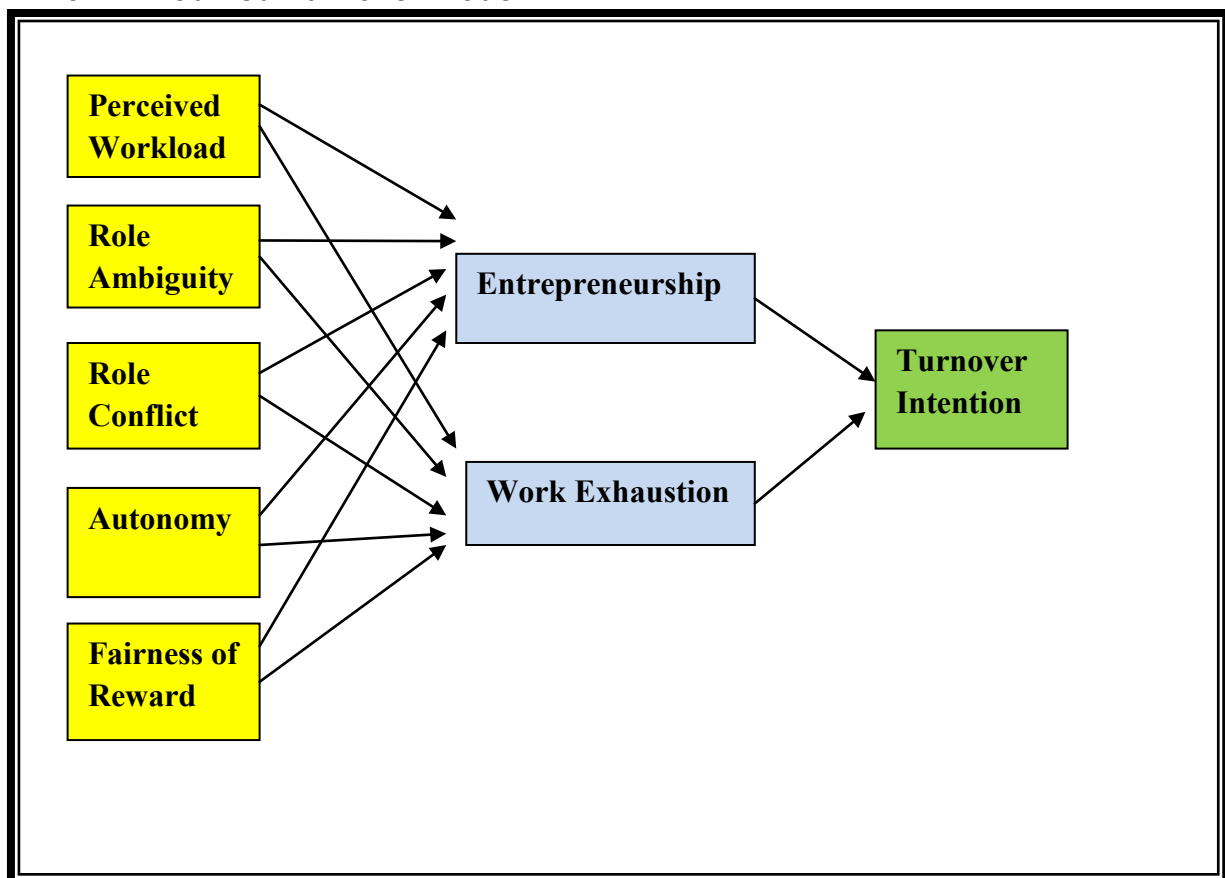 Perceived
Workload
Role
Ambiguity
Role
Conflict
Autonomy
Fairness of
Reward
Entrepreneurship
Work Exhaustion
Turnover
Intention